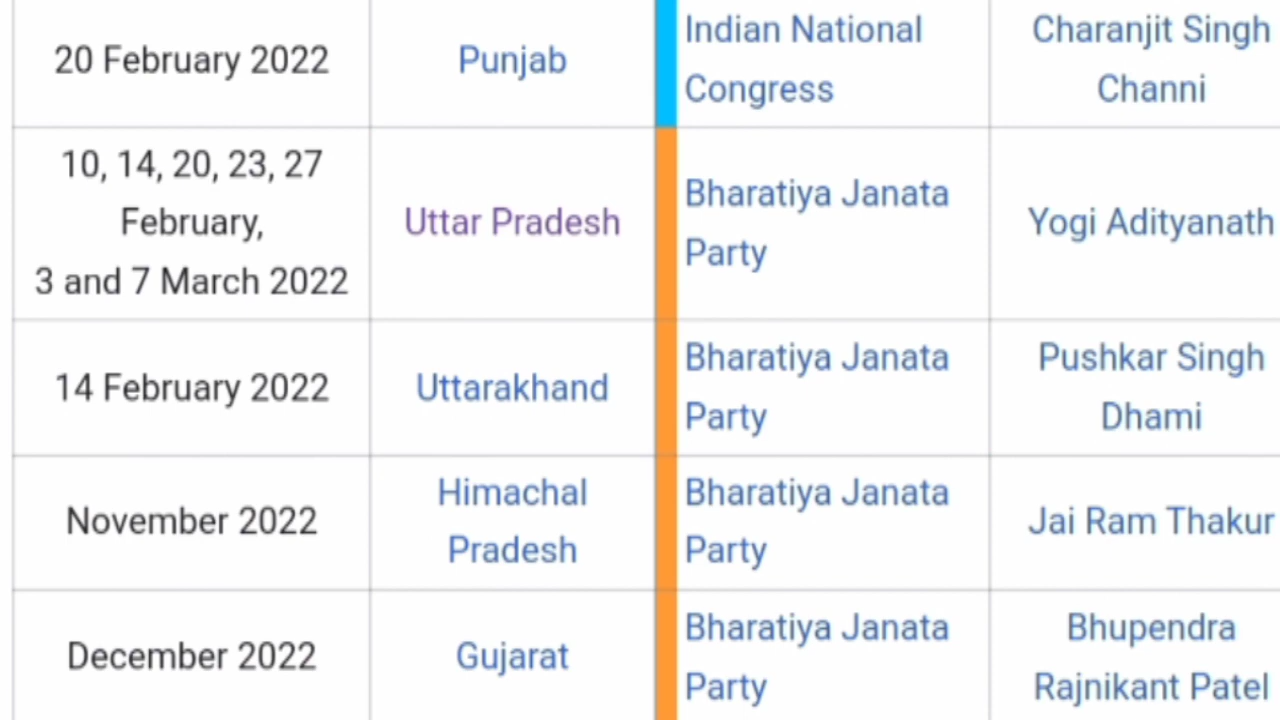 20 February 2022
Punjab
Indian National
Congress
Charanjit Singh
Channi
10, 14, 20, 23, 27
February,
3 and 7 March 2022
Uttar Pradesh
Bharatiya Janata
Party
Yogi Adityanath
14 February 2022
Uttarakhand
Bharatiya Janata
Party
Pushkar Singh
Dhami
November 2022
Himachal
Pradesh
Bharatiya Janata
Party
Jai Ram Thakur
December 2022
Gujarat
Bharatiya Janata
Party
Bhupendra
Rajnikant Patel